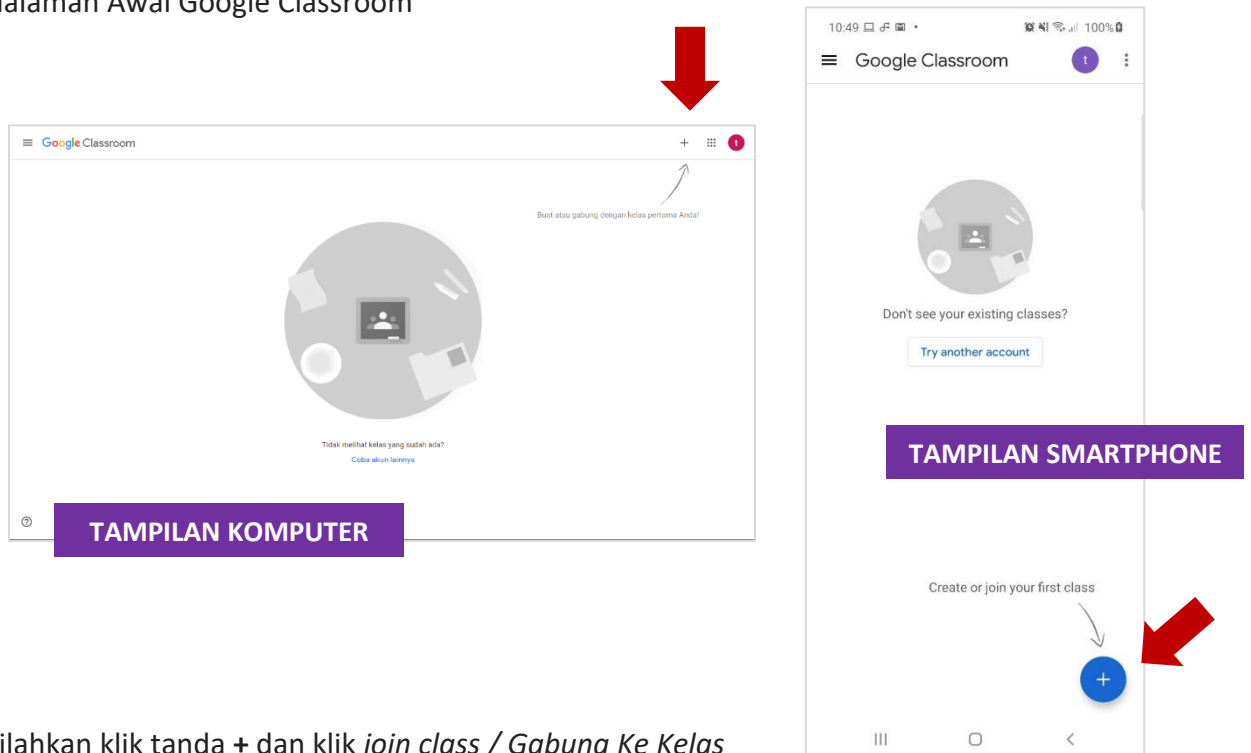 alaman Awal Google Classroom
Google Classroom
t
Buat atau gabung dengan kelas pertama Anda!
Tidak melihat kelas yang sudah ada?
Coba akun lainnya
TAMPILAN KOMPUTER
10:49
100%
Google Classroom
t
Don't see your existing classes?
Try another account
TAMPILAN SMARTPHONE
Create or join your first class
+
ilahkan klik tanda + dan klik join class / Gabung Ke Kelas